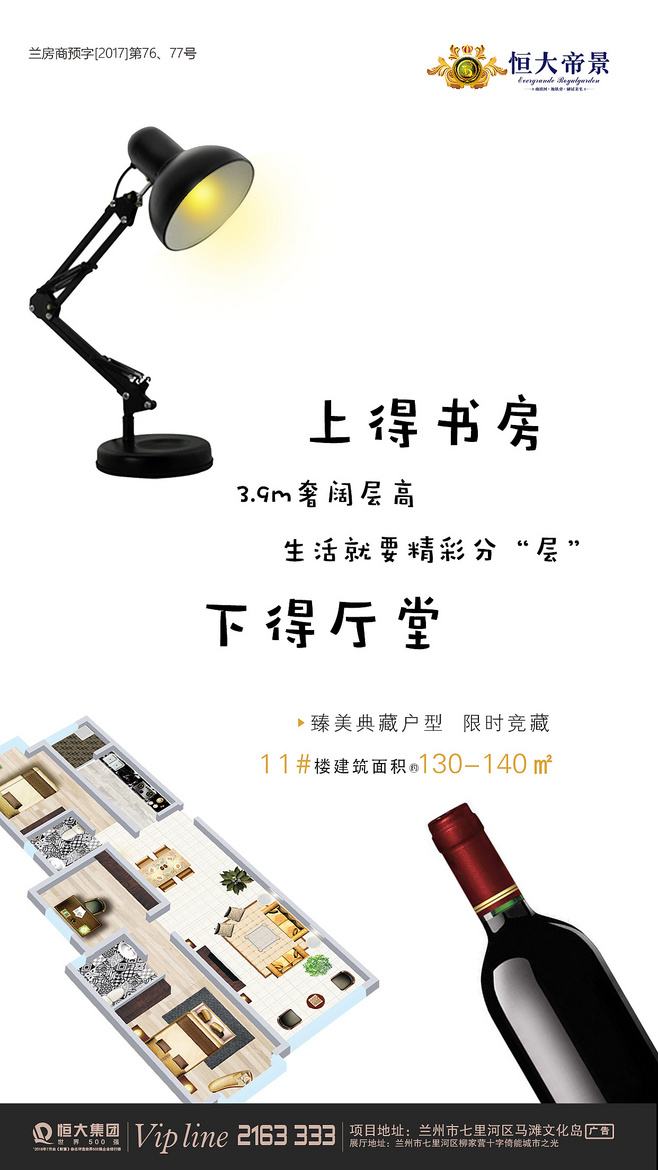 兰房商预字[2017]第76、77号
恒大帝景
Evergrande Royalgarden
上得书房
3.9m奢阔层高
生活就要精彩分“层”
下得厅堂
臻美典藏户型 限时竞藏
11#楼建筑面积约130-140㎡
恒大集团
世界500强
Vip line 2163 333
项目地址：兰州市七里河区马滩文化岛 广告
展厅地址：兰州市七里河区柳家营十字倚能城市之光